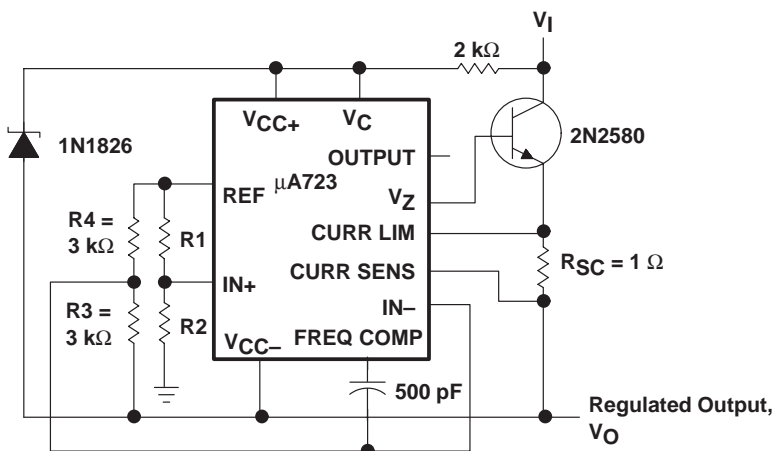 V_I
2 kΩ
V_CC+
V_C
2N2580
1N1826
OUTPUT
μA723
REF
V_Z
R4 =
3 kΩ
R1
CURR LIM
R_SC = 1 Ω
CURR SENS
IN+
IN–
R3 =
3 kΩ
R2
FREQ COMP
V_CC–
500 pF
Regulated Output,
V_O